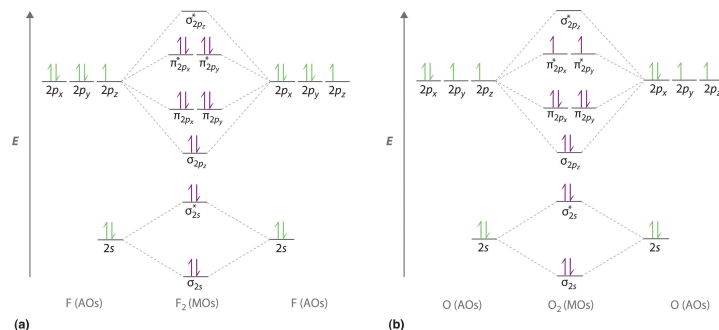 σ*2pz
π*2px π*2py
2px 2py 2pz
2px 2py 2pz
π2px π2py
E
σ2pz
σ*2s
2s
2s
σ2s
F (AOs)
F2 (MOs)
F (AOs)
(a)
σ*2pz
π*2px π*2py
2px 2py 2pz
2px 2py 2pz
π2px π2py
E
σ2pz
σ*2s
2s
2s
σ2s
O (AOs)
O2 (MOs)
O (AOs)
(b)